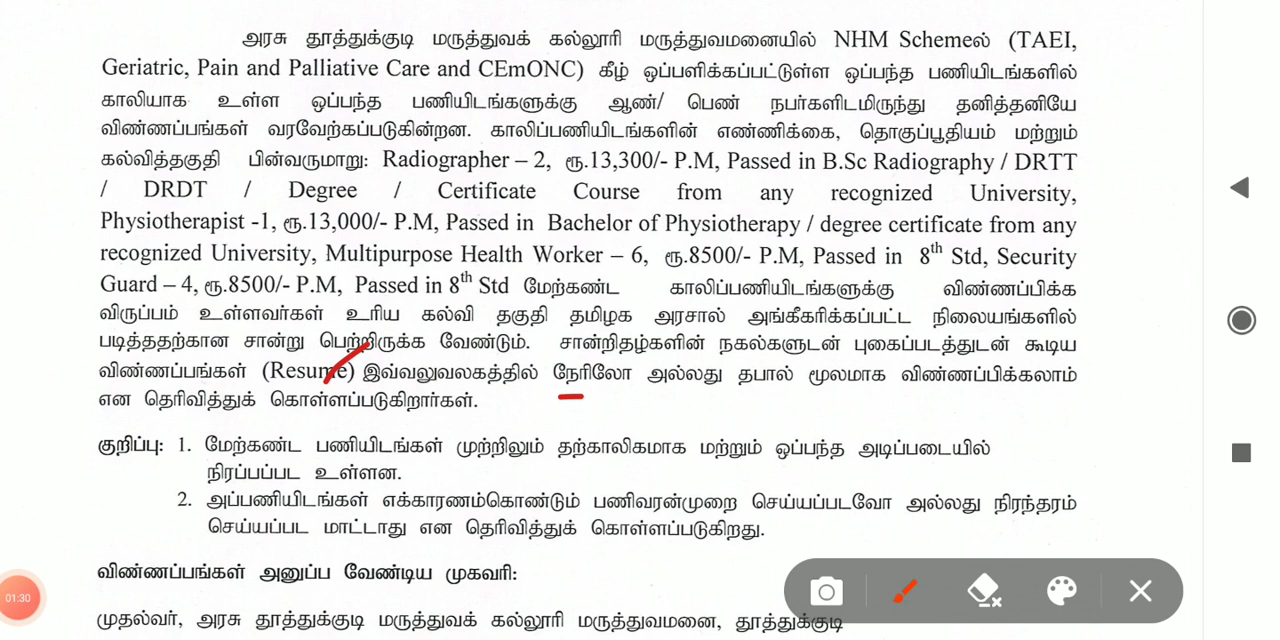 அரசு தூத்துக்குடி மருத்துவக் கல்லூரி மருத்துவமனையில் NHM Schemeல் (TAEI,
Geriatric, Pain and Palliative Care and CEmONC) கீழ் ஒப்பளிக்கப்பட்டுள்ள ஒப்பந்த பணியிடங்களில்
காலியாக உள்ள ஒப்பந்த பணியிடங்களுக்கு ஆண்/ பெண் நபர்களிடமிருந்து தனித்தனியே
விண்ணப்பங்கள் வரவேற்கப்படுகின்றன. காலிப்பணியிடங்களின் எண்ணிக்கை, தொகுப்பூதியம் மற்றும்
கல்வித்தகுதி பின்வருமாறு: Radiographer – 2, ரூ.13,300/- P.M, Passed in B.Sc Radiography / DRTT
/ DRDT / Degree / Certificate Course from any recognized University,
Physiotherapist -1, ரூ.13,000/- P.M, Passed in Bachelor of Physiotherapy / degree certificate from any
recognized University, Multipurpose Health Worker – 6, ரூ.8500/- P.M, Passed in 8th Std, Security
Guard – 4, ரூ.8500/- P.M, Passed in 8th Std மேற்கண்ட காலிப்பணியிடங்களுக்கு விண்ணப்பிக்க
விருப்பம் உள்ளவர்கள் உரிய கல்வி தகுதி தமிழக அரசால் அங்கீகரிக்கப்பட்ட நிலையங்களில்
படித்ததற்கான சான்று பெற்றிருக்க வேண்டும். சான்றிதழ்களின் நகல்களுடன் புகைப்படத்துடன் கூடிய
விண்ணப்பங்கள் (Resume) இவ்வலுவலகத்தில் நேரிலோ அல்லது தபால் மூலமாக விண்ணப்பிக்கலாம்
என தெரிவித்துக் கொள்ளப்படுகிறார்கள்.
குறிப்பு: 1. மேற்கண்ட பணியிடங்கள் முற்றிலும் தற்காலிகமாக மற்றும் ஒப்பந்த அடிப்படையில்
நிரப்பப்பட உள்ளன.
2. அப்பணியிடங்கள் எக்காரணம்கொண்டும் பணிவரன்முறை செய்யப்படவோ அல்லது நிரந்தரம்
செய்யப்பட மாட்டாது என தெரிவித்துக் கொள்ளப்படுகிறது.
விண்ணப்பங்கள் அனுப்ப வேண்டிய முகவரி:
முதல்வர், அரசு தூத்துக்குடி மருத்துவக் கல்லூரி மருத்துவமனை, தூத்துக்குடி
01:30